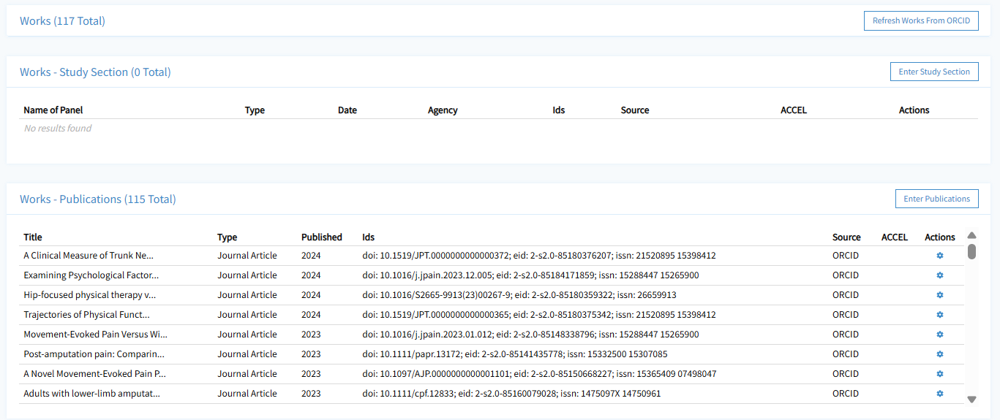 Works (117 Total)
Refresh Works From ORCID
Works - Study Section (0 Total)
Enter Study Section
Name of Panel Type Date Agency Ids Source ACCEL Actions
No results found
Works - Publications (115 Total)
Enter Publications
Title Type Published Ids Source ACCEL Actions
A Clinical Measure of Trunk Ne... Journal Article 2024 doi: 10.1519/JPT.0000000000000372; eid: 2-s2.0-85180376207; issn: 21520895 15398412 ORCID
Examining Psychological Factor... Journal Article 2024 doi: 10.1016/j.jpain.2023.12.005; eid: 2-s2.0-85184171859; issn: 15288447 15265900 ORCID
Hip-focused physical therapy v... Journal Article 2024 doi: 10.1016/S2665-9913(23)00267-9; eid: 2-s2.0-85180359322; issn: 26659913 ORCID
Trajectories of Physical Funct... Journal Article 2024 doi: 10.1519/JPT.0000000000000365; eid: 2-s2.0-85180375342; issn: 21520895 15398412 ORCID
Movement-Evoked Pain Versus Wi... Journal Article 2023 doi: 10.1016/j.jpain.2023.01.012; eid: 2-s2.0-85148338796; issn: 15288447 15265900 ORCID
Post-amputation pain: Comparin... Journal Article 2023 doi: 10.1111/papr.13172; eid: 2-s2.0-85141435778; issn: 15332500 15307085 ORCID
A Novel Movement-Evoked Pain P... Journal Article 2023 doi: 10.1097/AJP.0000000000001101; eid: 2-s2.0-85150668227; issn: 15365409 07498047 ORCID
Adults with lower-limb amputat... Journal Article 2023 doi: 10.1111/cpf.12833; eid: 2-s2.0-85160079028; issn: 1475097X 14750961 ORCID